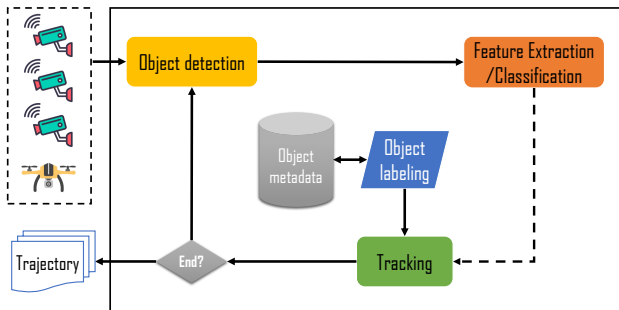 Object detection
Feature Extraction
/Classification
Object
metadata
Object
labeling
Trajectory
End?
Tracking